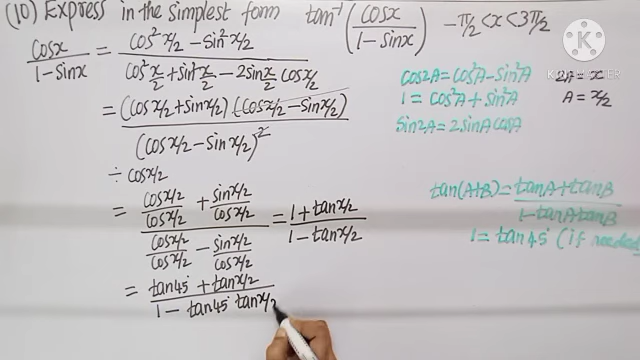 (10) Express in the simplest form tan⁻¹(cosx/(1-sinx)) -π/2<x<3π/2
cosx/(1-sinx) = (cos²x/2 - sin²x/2)/(cos²x/2 + sin²x/2 - 2sin x/2 cos x/2)
= (cosx/2+sinx/2).(cosx/2-sinx/2)/(cosx/2-sinx/2)²
÷ cosx/2
= ((cosx/2)/(cosx/2) + (sinx/2)/(cosx/2))/((cosx/2)/(cosx/2) - (sinx/2)/(cosx/2)) = (1+tanx/2)/(1-tanx/2)
= (tan45 + tanx/2)/(1 - tan45 tanx/2)
cos2A=cos²A-sin²A 2A=x
1=cos²A+sin²A A=x/2
sin2A=2sinA cosA
tan(A+B)=(tanA+tanB)/(1-tanAtanB)
1=tan45 (if needed
KINEMASTER